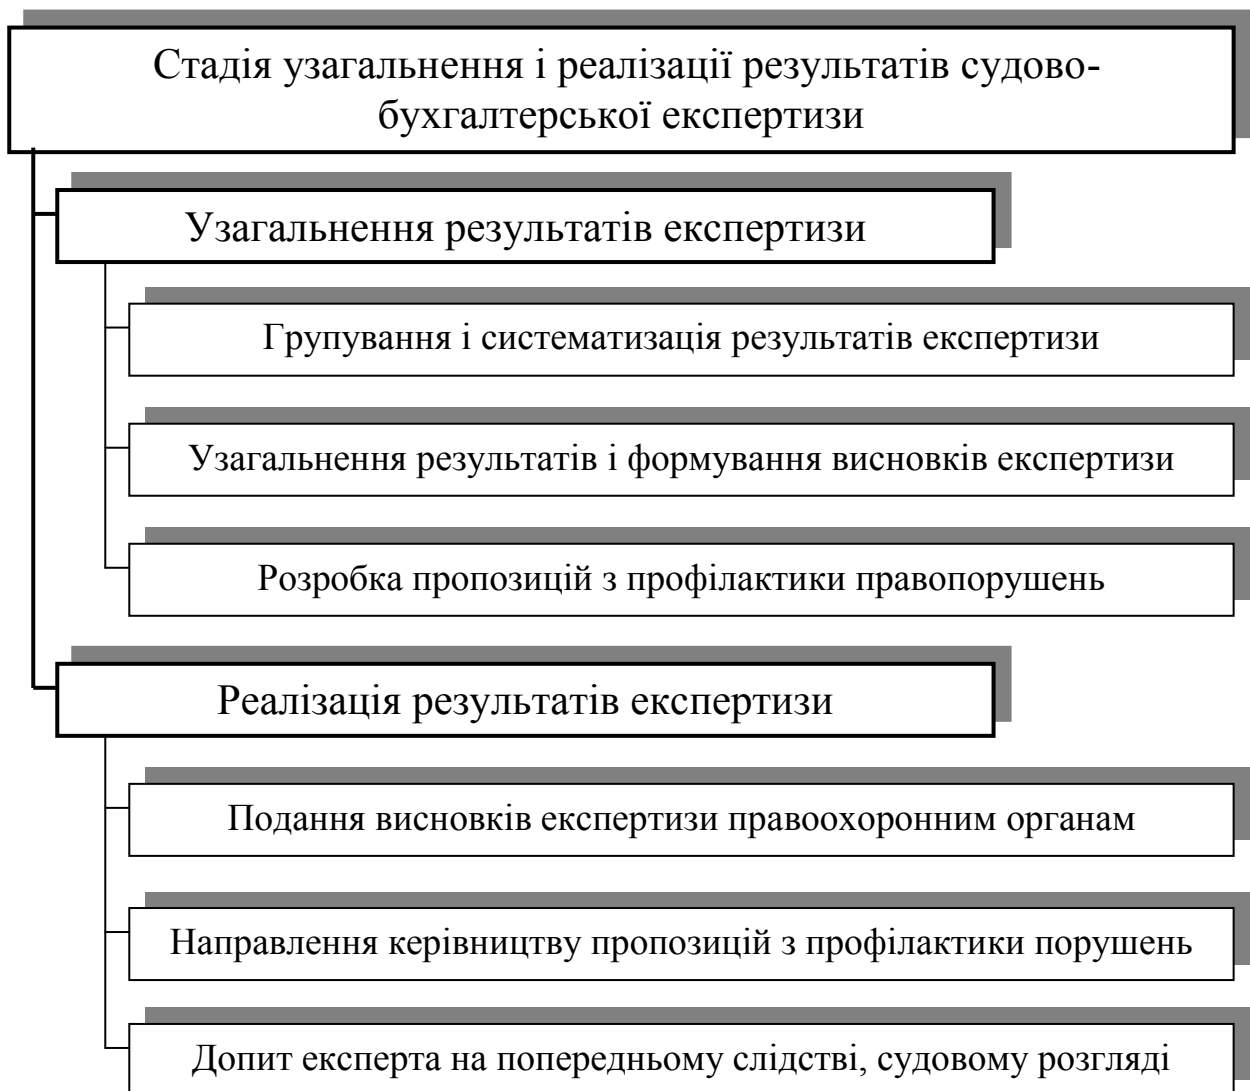 Стадія узагальнення і реалізації результатів судово-
бухгалтерської експертизи
Узагальнення результатів експертизи
Групування і систематизація результатів експертизи
Узагальнення результатів і формування висновків експертизи
Розробка пропозицій з профілактики правопорушень
Реалізація результатів експертизи
Подання висновків експертизи правоохоронним органам
Направлення керівництву пропозицій з профілактики порушень
Допит експерта на попередньому слідстві, судовому розгляді